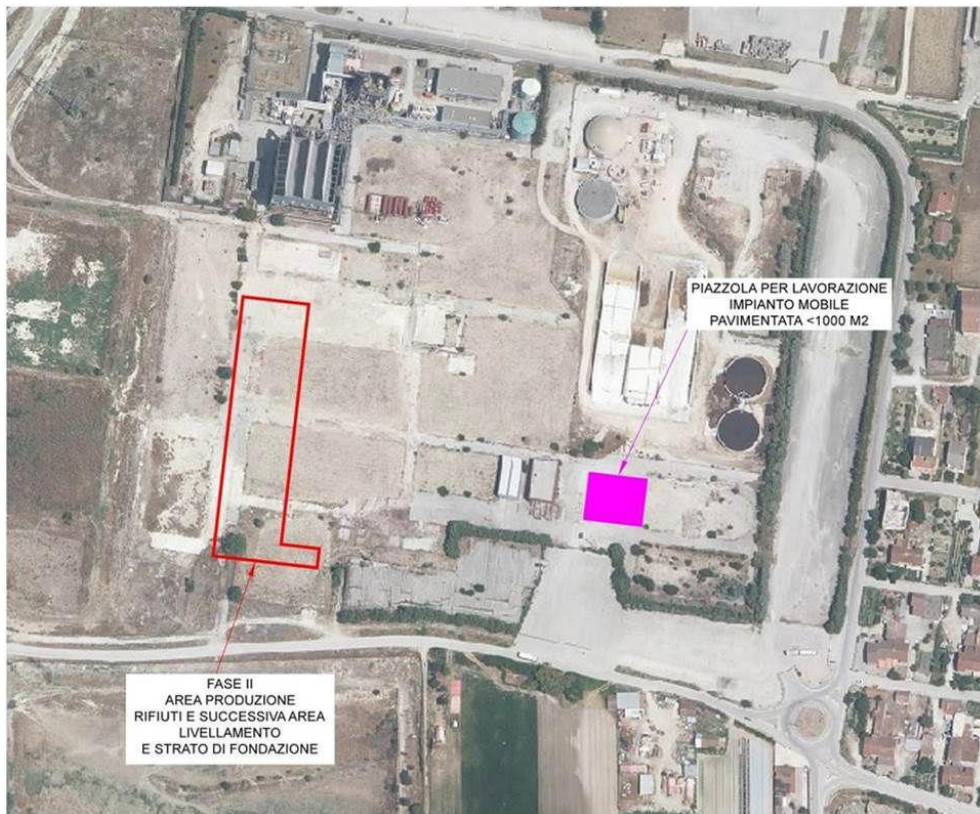 PIAZZOLA PER LAVORAZIONE
IMPIANTO MOBILE
PAVIMENTATA <1000 M2
FASE II
AREA PRODUZIONE
RIFIUTI E SUCCESSIVA AREA
LIVELLAMENTO
E STRATO DI FONDAZIONE